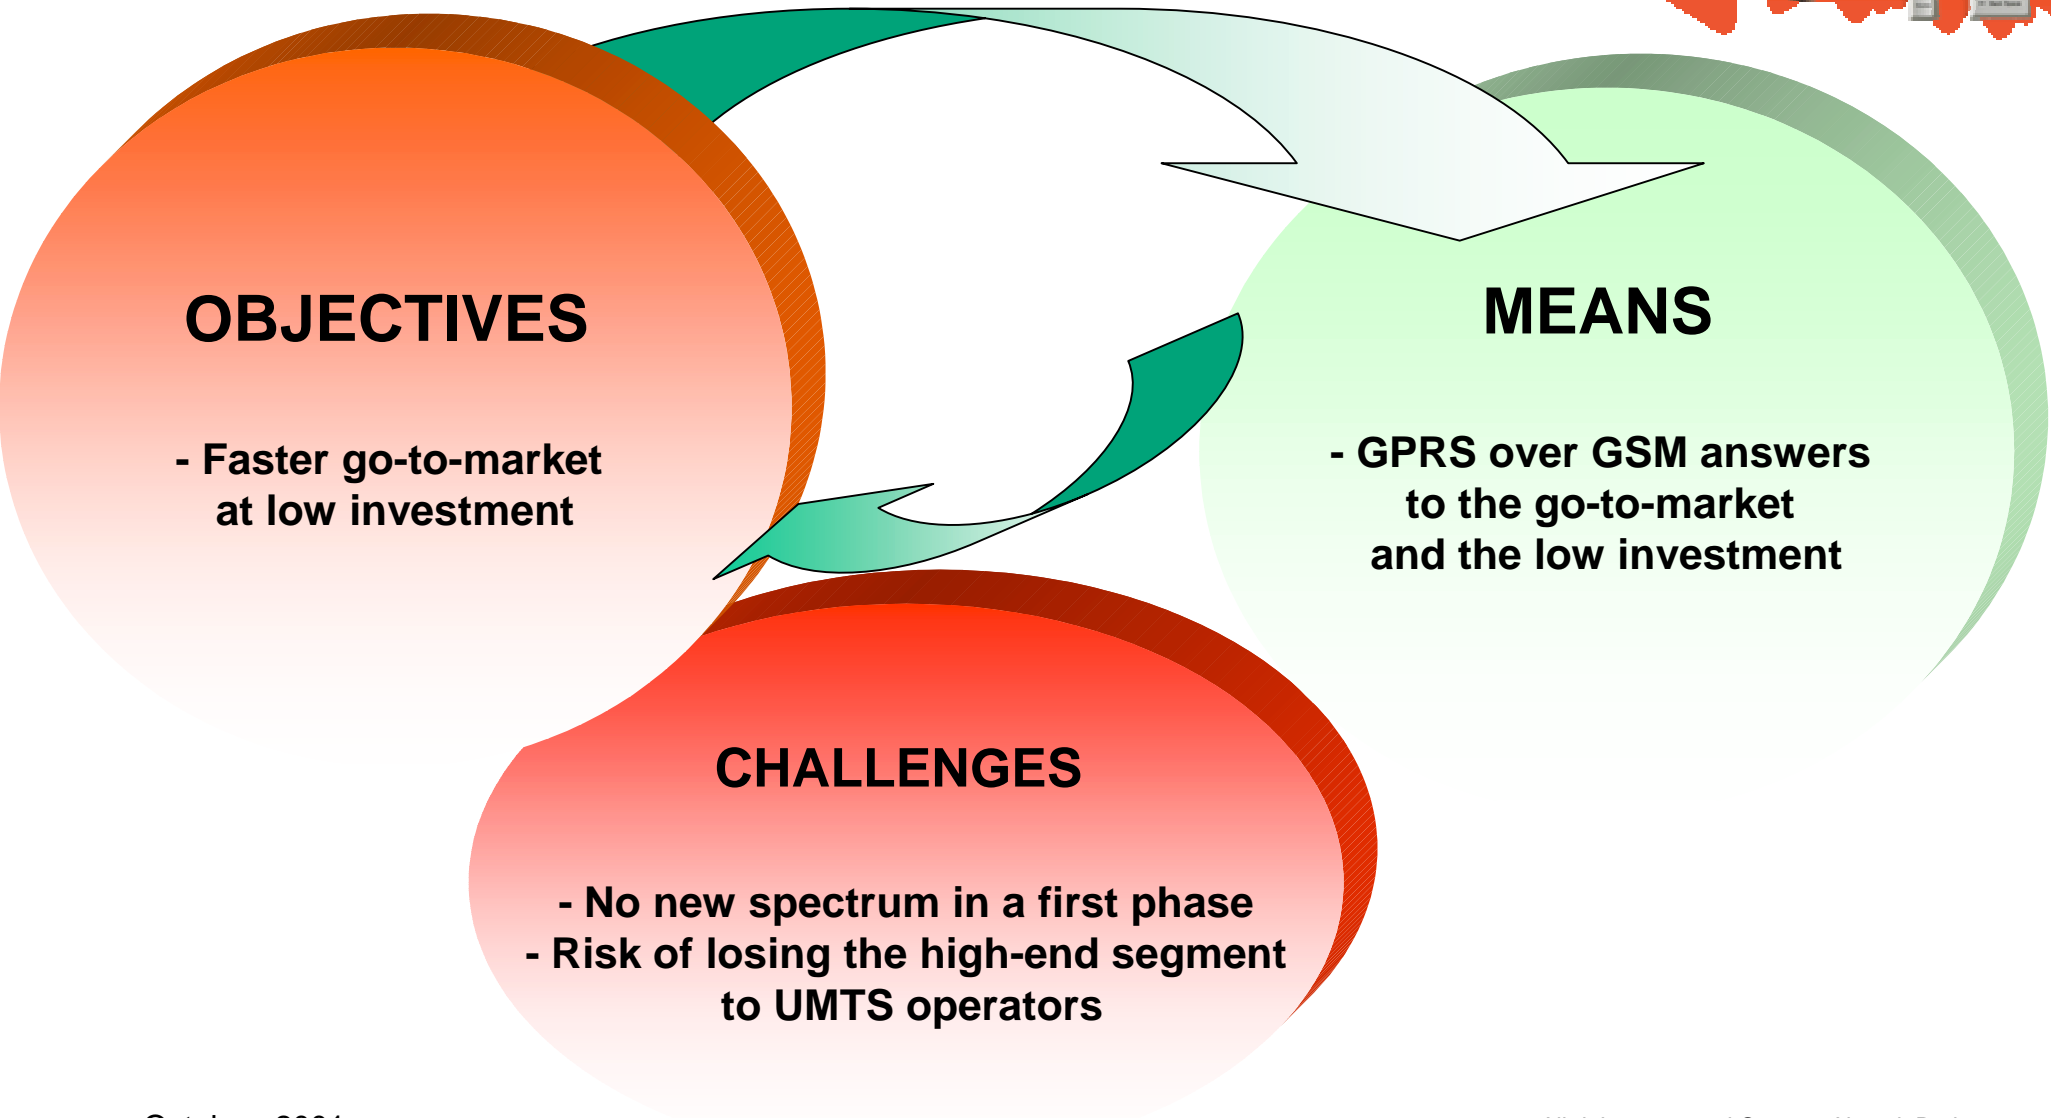 OBJECTIVES
- Faster go-to-market
at low investment
MEANS
- GPRS over GSM answers
to the go-to-market
and the low investment
CHALLENGES
- No new spectrum in a first phase
- Risk of losing the high-end segment
to UMTS operators